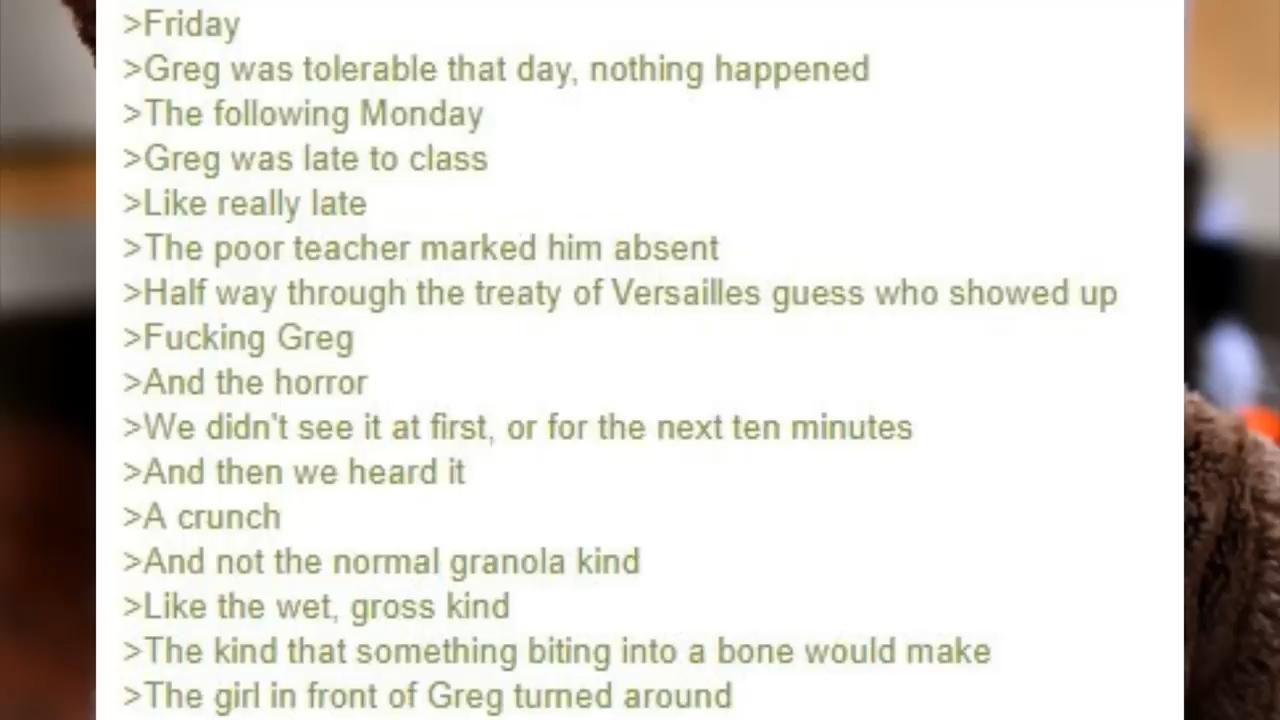 >Friday
>Greg was tolerable that day, nothing happened
>The following Monday
>Greg was late to class
>Like really late
>The poor teacher marked him absent
>Half way through the treaty of Versailles guess who showed up
>Fucking Greg
>And the horror
>We didn't see it at first, or for the next ten minutes
>And then we heard it
>A crunch
>And not the normal granola kind
>Like the wet, gross kind
>The kind that something biting into a bone would make
>The girl in front of Greg turned around